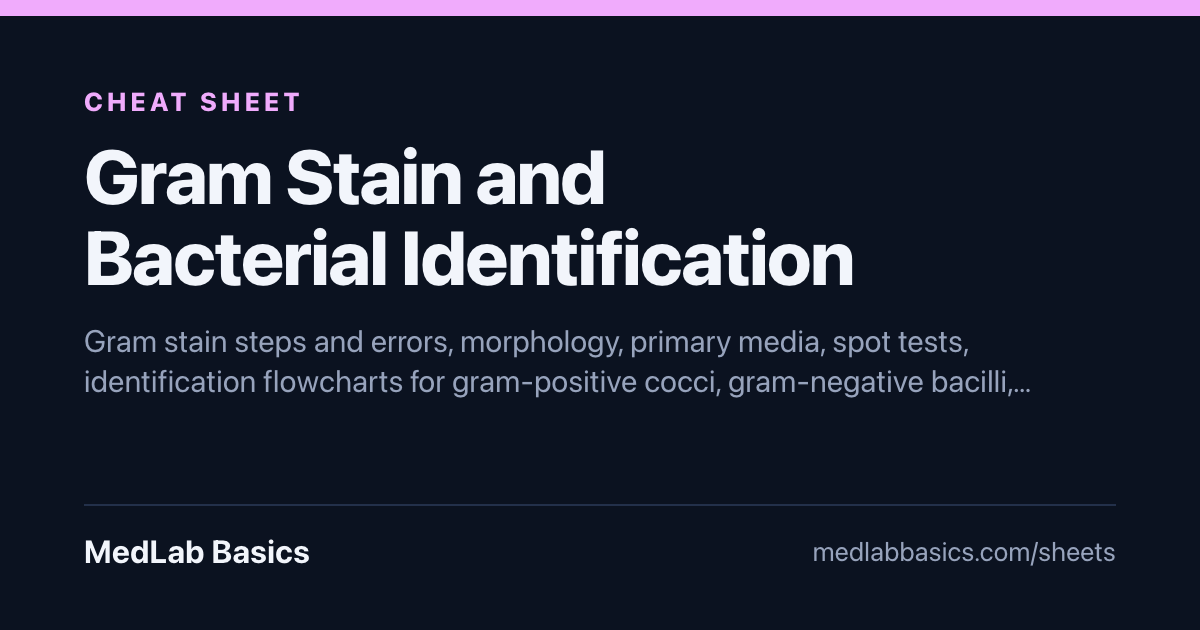 CHEAT SHEET
Gram Stain and
Bacterial Identification
Gram stain steps and errors, morphology, primary media, spot tests,
identification flowcharts for gram-positive cocci, gram-negative bacilli,...
MedLab Basics
medlabbasics.com/sheets